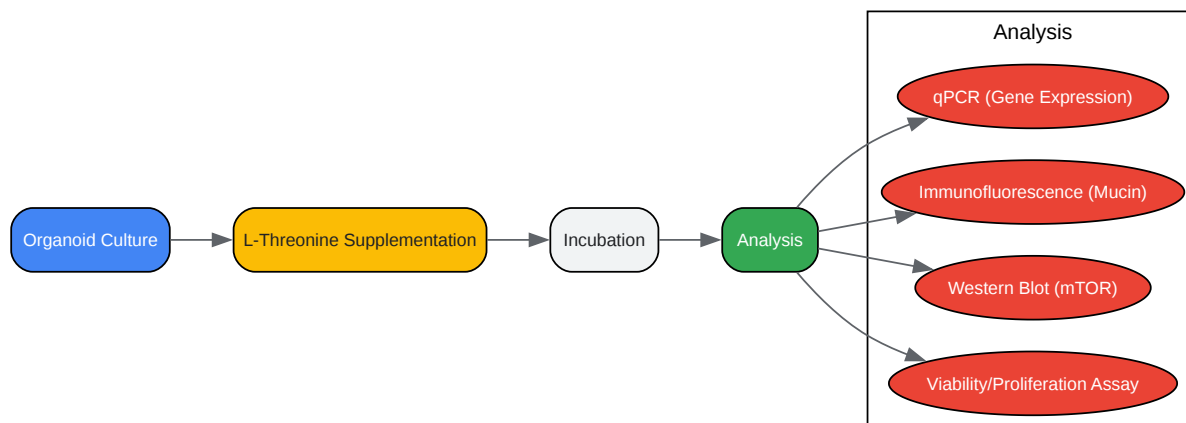 Organoid Culture
L-Threonine Supplementation
Incubation
Analysis
Analysis
qPCR (Gene Expression)
Immunofluorescence (Mucin)
Western Blot (mTOR)
Viability/Proliferation Assay